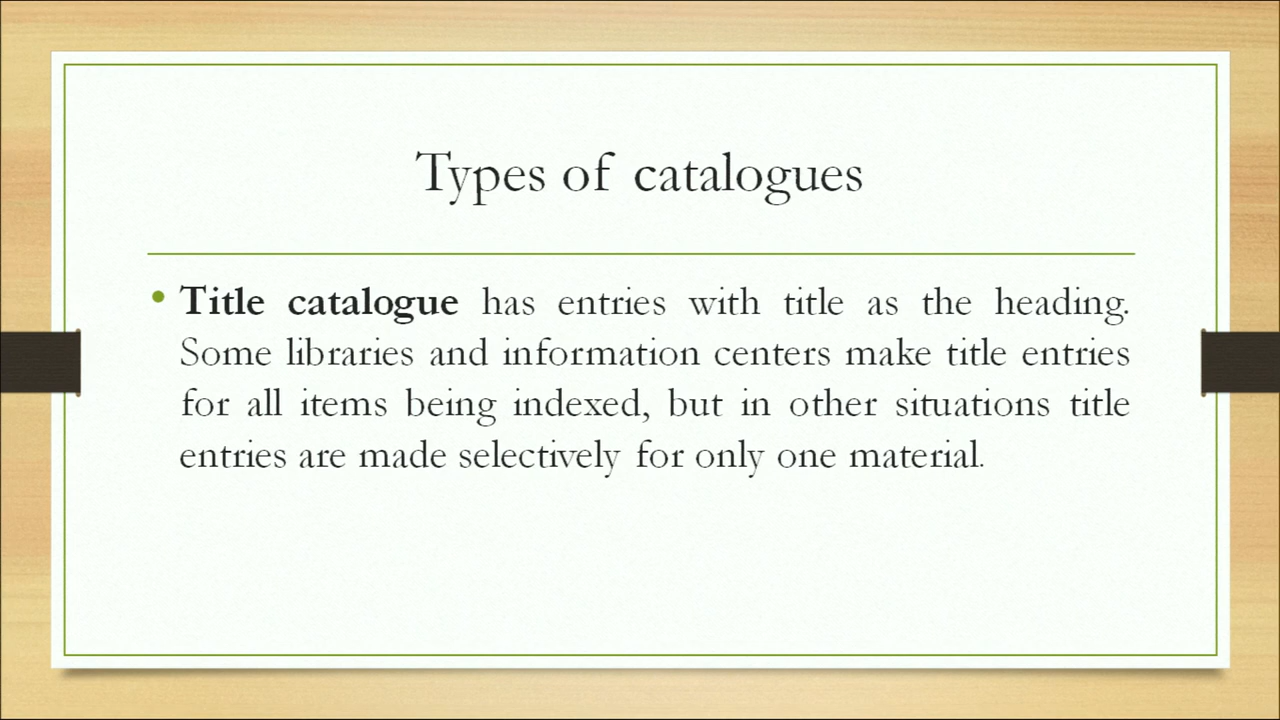 Types of catalogues
• Title catalogue has entries with title as the heading.
Some libraries and information centers make title entries
for all items being indexed, but in other situations title
entries are made selectively for only one material.